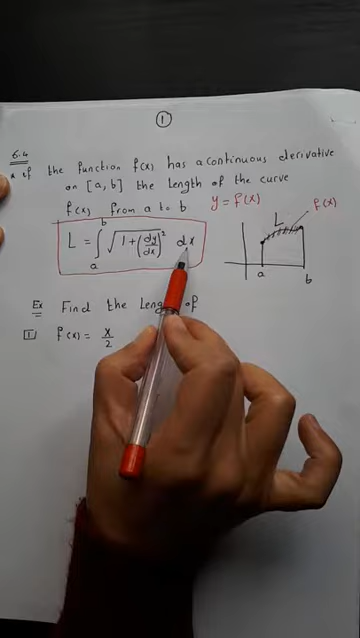 1
6.4
* if the function f(x) has a continuous derivative
on [a, b] the length of the curve
f(x) from a to b y = f(x)
L = ∫ₐᵇ √(1+(dy/dx)²) dx
L f(x)
a b
Ex Find the Length of
1 f(x) = x/2